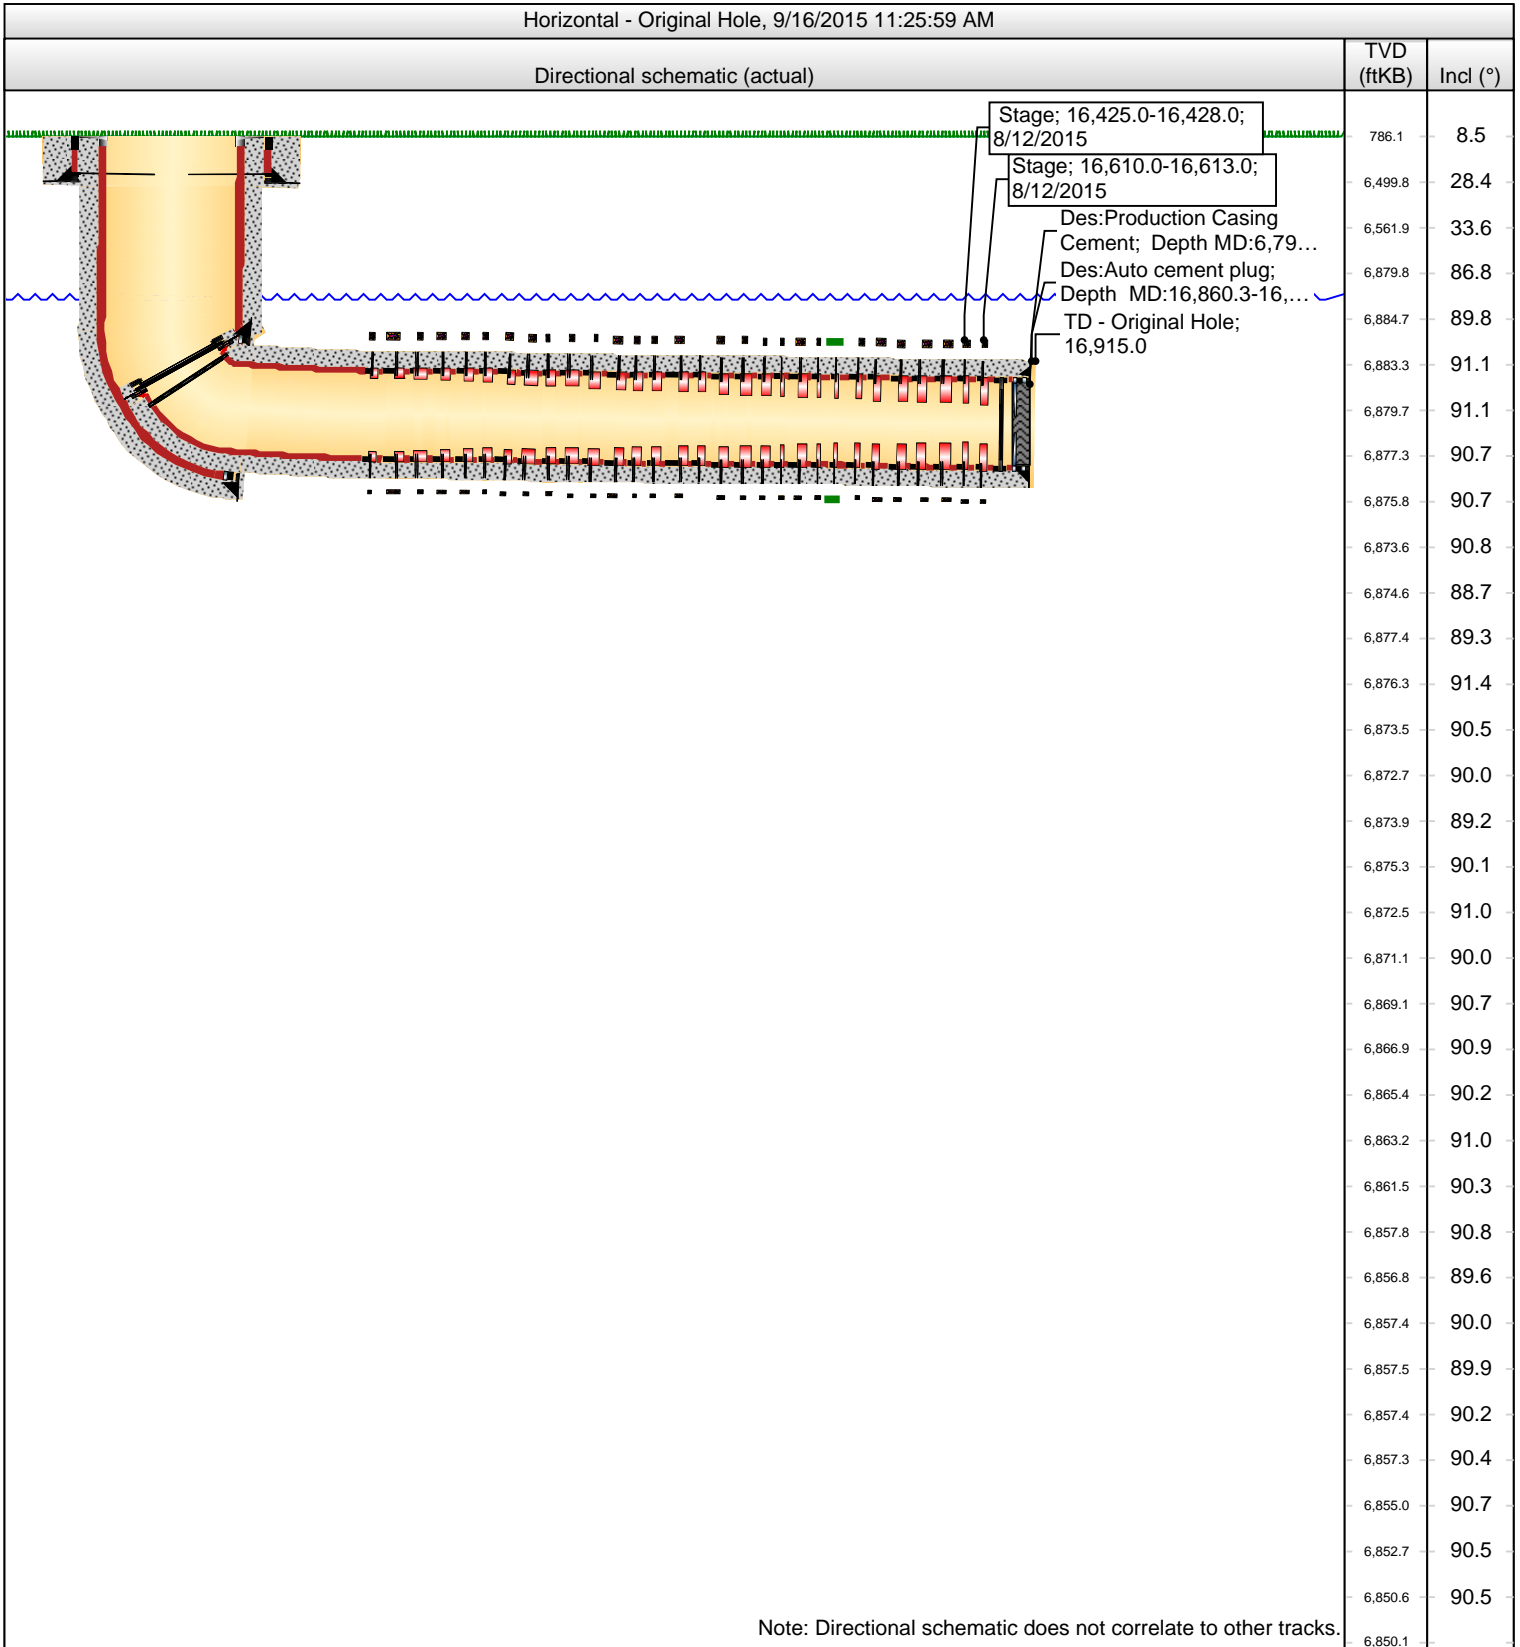 Horizontal - Original Hole, 9/16/2015 11:25:59 AM
Directional schematic (actual)
TVD
(ftKB)
Incl (°)
Stage; 16,425.0-16,428.0;
8/12/2015
Stage; 16,610.0-16,613.0;
8/12/2015
Des:Production Casing
Cement; Depth MD:6,79...
Des:Auto cement plug;
Depth MD:16,860.3-16,...
TD - Original Hole;
16,915.0
786.1 8.5
6,499.8 28.4
6,561.9 33.6
6,879.8 86.8
6,884.7 89.8
6,883.3 91.1
6,879.7 91.1
6,877.3 90.7
6,875.8 90.7
6,873.6 90.8
6,874.6 88.7
6,877.4 89.3
6,876.3 91.4
6,873.5 90.5
6,872.7 90.0
6,873.9 89.2
6,875.3 90.1
6,872.5 91.0
6,871.1 90.0
6,869.1 90.7
6,866.9 90.9
6,865.4 90.2
6,863.2 91.0
6,861.5 90.3
6,857.8 90.8
6,856.8 89.6
6,857.4 90.0
6,857.5 89.9
6,857.4 90.2
6,857.3 90.4
6,855.0 90.7
6,852.7 90.5
6,850.6 90.5
6,850.1
Note: Directional schematic does not correlate to other tracks.